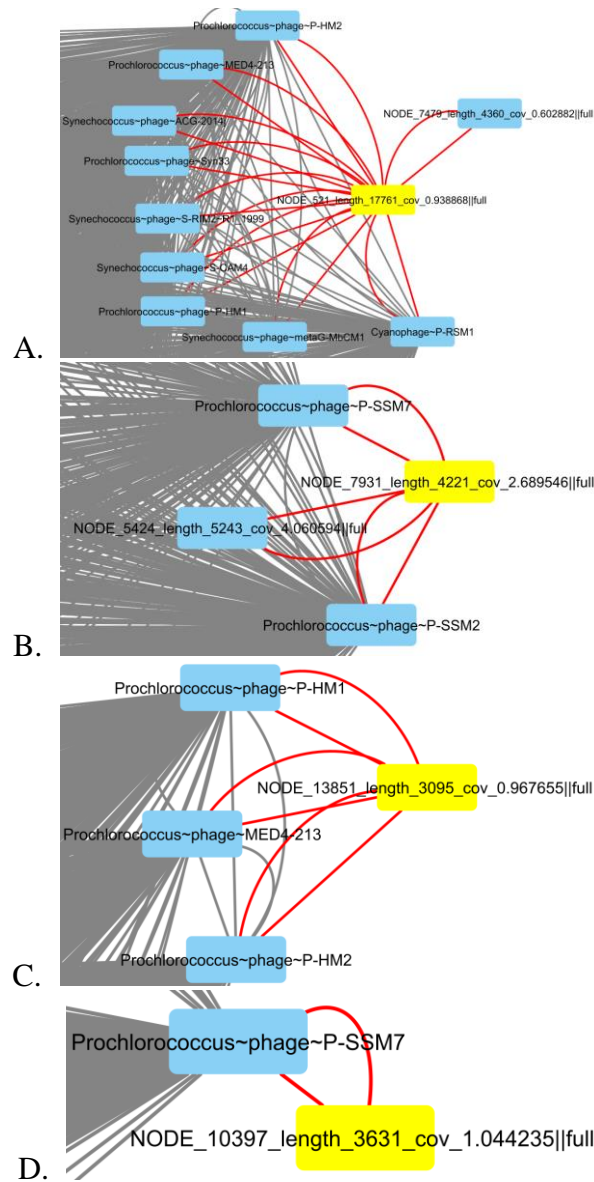 Prochlorococcus~phage~P-HM2
Prochlorococcus~phage~MED4-213
NODE_7479_length_4360_cov_0.602882||full
Synechococcus~phage~ACG-2014i
Prochlorococcus~phage~Syn33
NODE_521_length_17761_cov_0.938868||full
Synechococcus~phage~S-RIM2~R1~1999
Synechococcus~phage~S-CAM4
Prochlorococcus~phage~P-HM1
Cyanophage~P-RSM1
Synechococcus~phage~metaG-MbCM1
A.
Prochlorococcus~phage~P-SSM7
NODE_7931_length_4221_cov_2.689546||full
NODE_5424_length_5243_cov_4.060594||full
Prochlorococcus~phage~P-SSM2
B.
Prochlorococcus~phage~P-HM1
NODE_13851_length_3095_cov_0.967655||full
Prochlorococcus~phage~MED4-213
Prochlorococcus~phage~P-HM2
C.
Prochlorococcus~phage~P-SSM7
NODE_10397_length_3631_cov_1.044235||full
D.